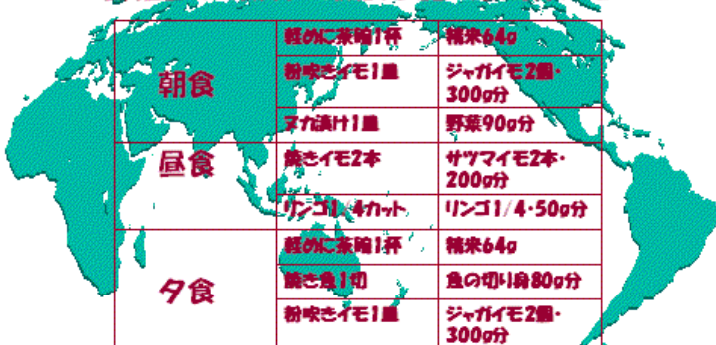 朝食
軽めに茶碗1杯
精米64g
粉吹きイモ1皿
ジャガイモ2個・
300g分
ヌカ漬け1皿
野菜90g分
昼食
焼きイモ2本
サツマイモ2本・
200g分
リンゴ1/4カット
リンゴ1/4・50g分
夕食
軽めに茶碗1杯
精米64g
焼き魚1切
魚の切り身80g分
粉吹きイモ1皿
ジャガイモ2個・
300g分